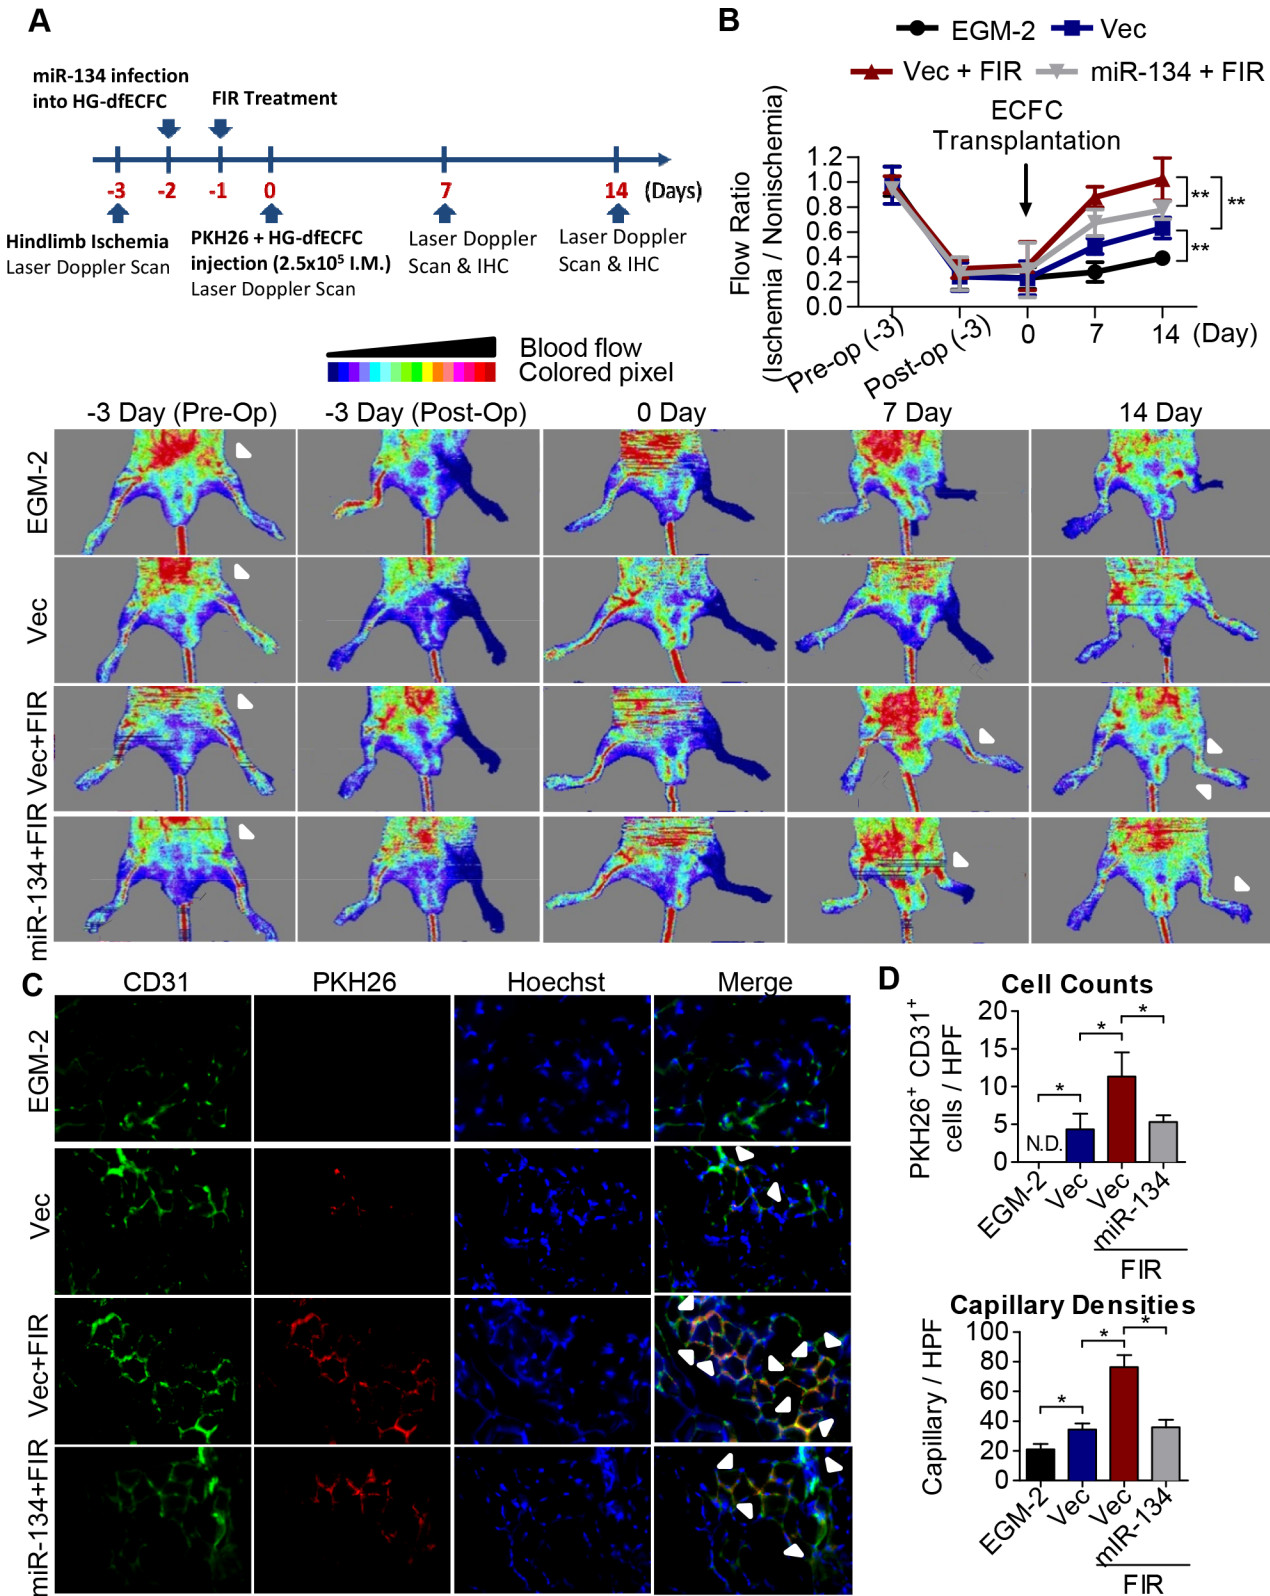 A
miR-134 infection
into HG-dfECFC
FIR Treatment
-3 -2 -1 0 7 14 (Days)
Hindlimb Ischemia
Laser Doppler Scan
PKH26 + HG-dfECFC
injection (2.5x10⁵ I.M.)
Laser Doppler Scan
Laser Doppler
Scan & IHC
Laser Doppler
Scan & IHC
B
EGM-2 Vec
Vec + FIR miR-134 + FIR
ECFC
Transplantation
Flow Ratio
(Ischemia / Nonischemia)
1.2
1.0
0.8
0.6
0.4
0.2
0.0
**
**
**
Pre-op (-3) Post-op (-3) 0 7 14 (Day)
Blood flow
Colored pixel
-3 Day (Pre-Op) -3 Day (Post-Op) 0 Day 7 Day 14 Day
EGM-2
Vec
Vec+FIR
miR-134+FIR
C
CD31 PKH26 Hoechst Merge
EGM-2
Vec
Vec+FIR
miR-134+FIR
D
Cell Counts
PKH26⁺ CD31⁺
cells / HPF
20
15
10
5
0
*
*
*
N.D.
EGM-2 Vec Vec miR-134
FIR
Capillary Densities
Capillary / HPF
100
80
60
40
20
0
*
*
*
EGM-2 Vec Vec mIR-134
FIR